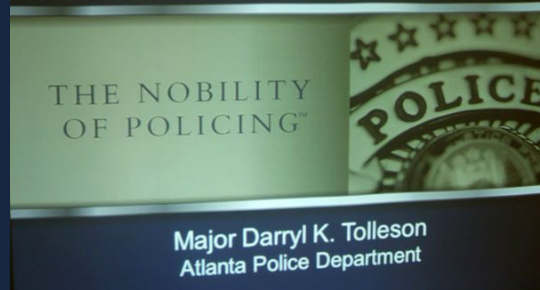 THE NOBILITY
OF POLICING™
POLICE
Major Darryl K. Tolleson
Atlanta Police Department